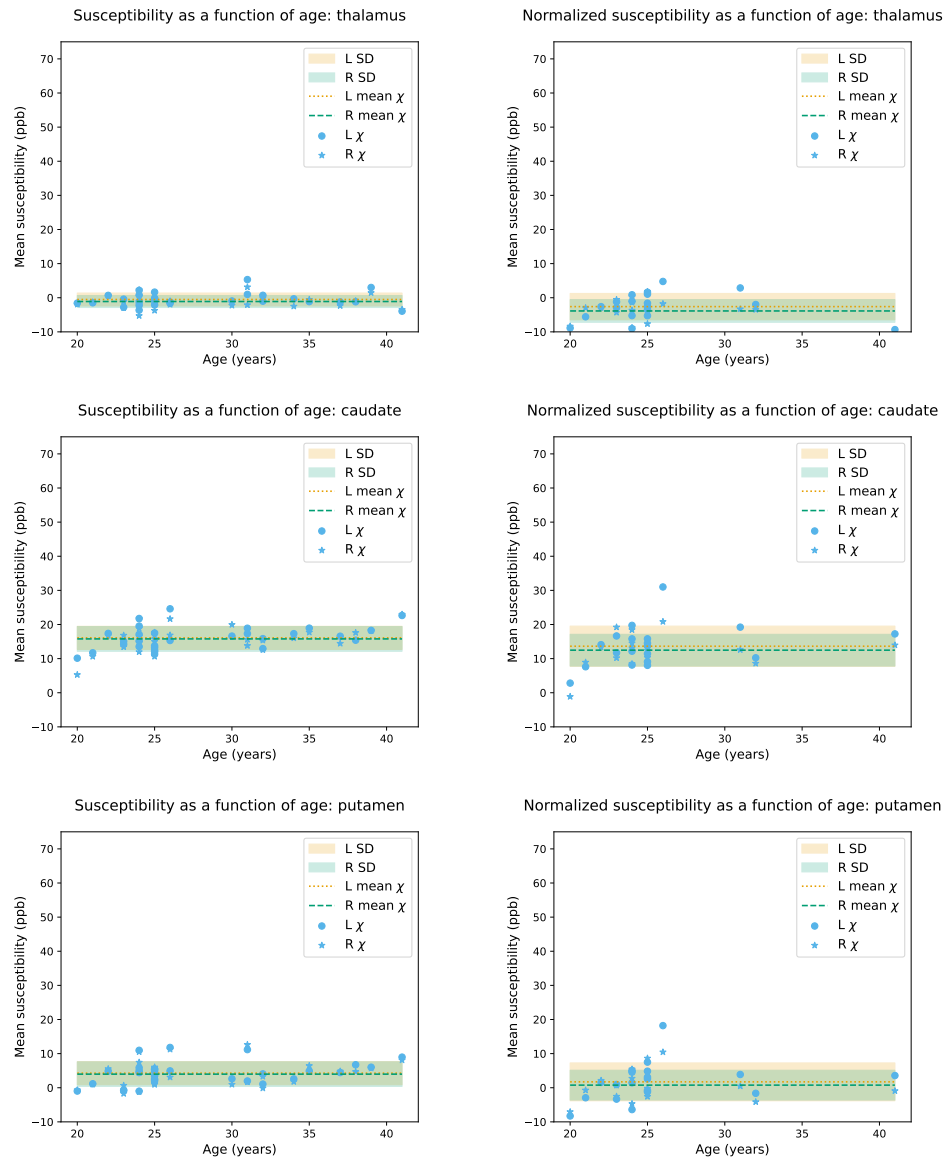 Susceptibility as a function of age: thalamus
Normalized susceptibility as a function of age: thalamus
Mean susceptibility (ppb)
70
60
50
40
30
20
10
0
−10
L SD
R SD
L mean χ
R mean χ
L χ
R χ
20 25 30 35 40
Age (years)
Mean susceptibility (ppb)
70
60
50
40
30
20
10
0
−10
L SD
R SD
L mean χ
R mean χ
L χ
R χ
20 25 30 35 40
Age (years)
Susceptibility as a function of age: caudate
Normalized susceptibility as a function of age: caudate
Mean susceptibility (ppb)
70
60
50
40
30
20
10
0
−10
L SD
R SD
L mean χ
R mean χ
L χ
R χ
20 25 30 35 40
Age (years)
Mean susceptibility (ppb)
70
60
50
40
30
20
10
0
−10
L SD
R SD
L mean χ
R mean χ
L χ
R χ
20 25 30 35 40
Age (years)
Susceptibility as a function of age: putamen
Normalized susceptibility as a function of age: putamen
Mean susceptibility (ppb)
70
60
50
40
30
20
10
0
−10
L SD
R SD
L mean χ
R mean χ
L χ
R χ
20 25 30 35 40
Age (years)
Mean susceptibility (ppb)
70
60
50
40
30
20
10
0
−10
L SD
R SD
L mean χ
R mean χ
L χ
R χ
20 25 30 35 40
Age (years)